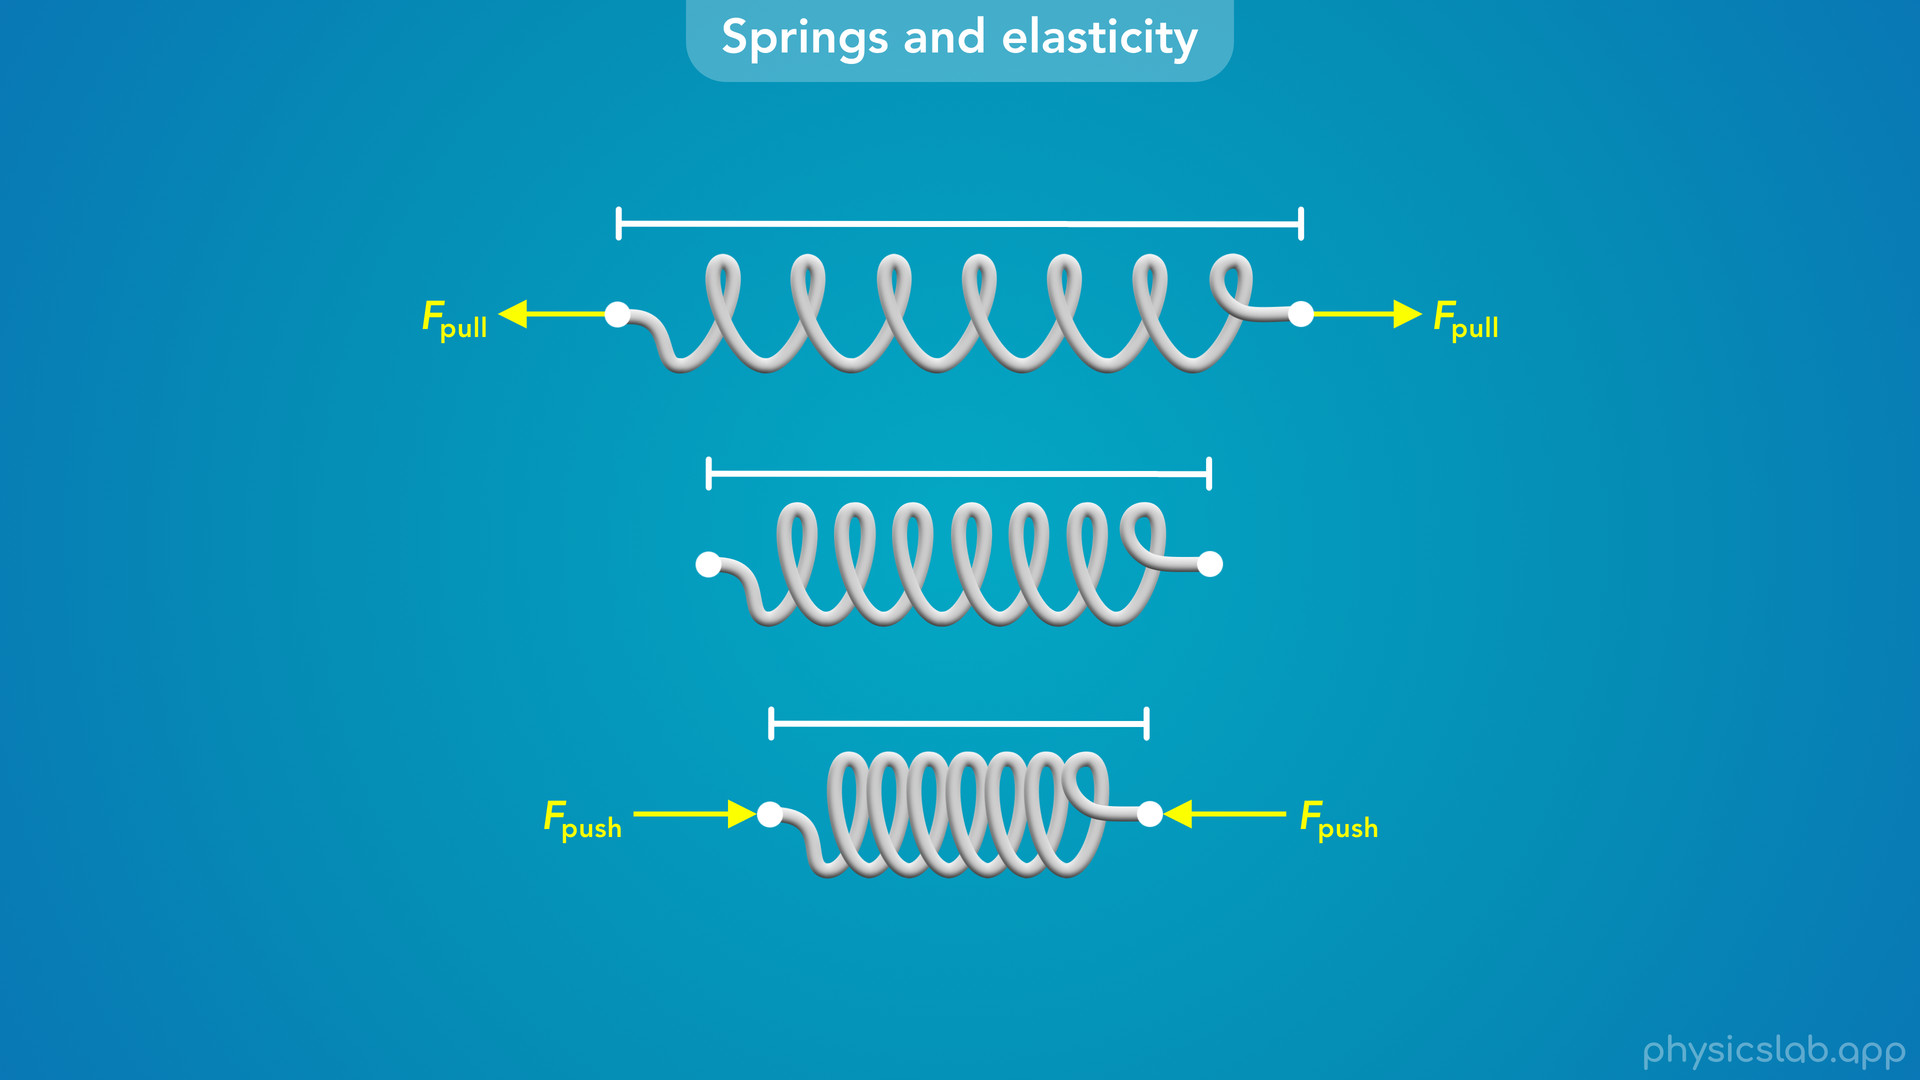 Springs and elasticity
Fpull Fpull
Fpush Fpush
physicslab.app